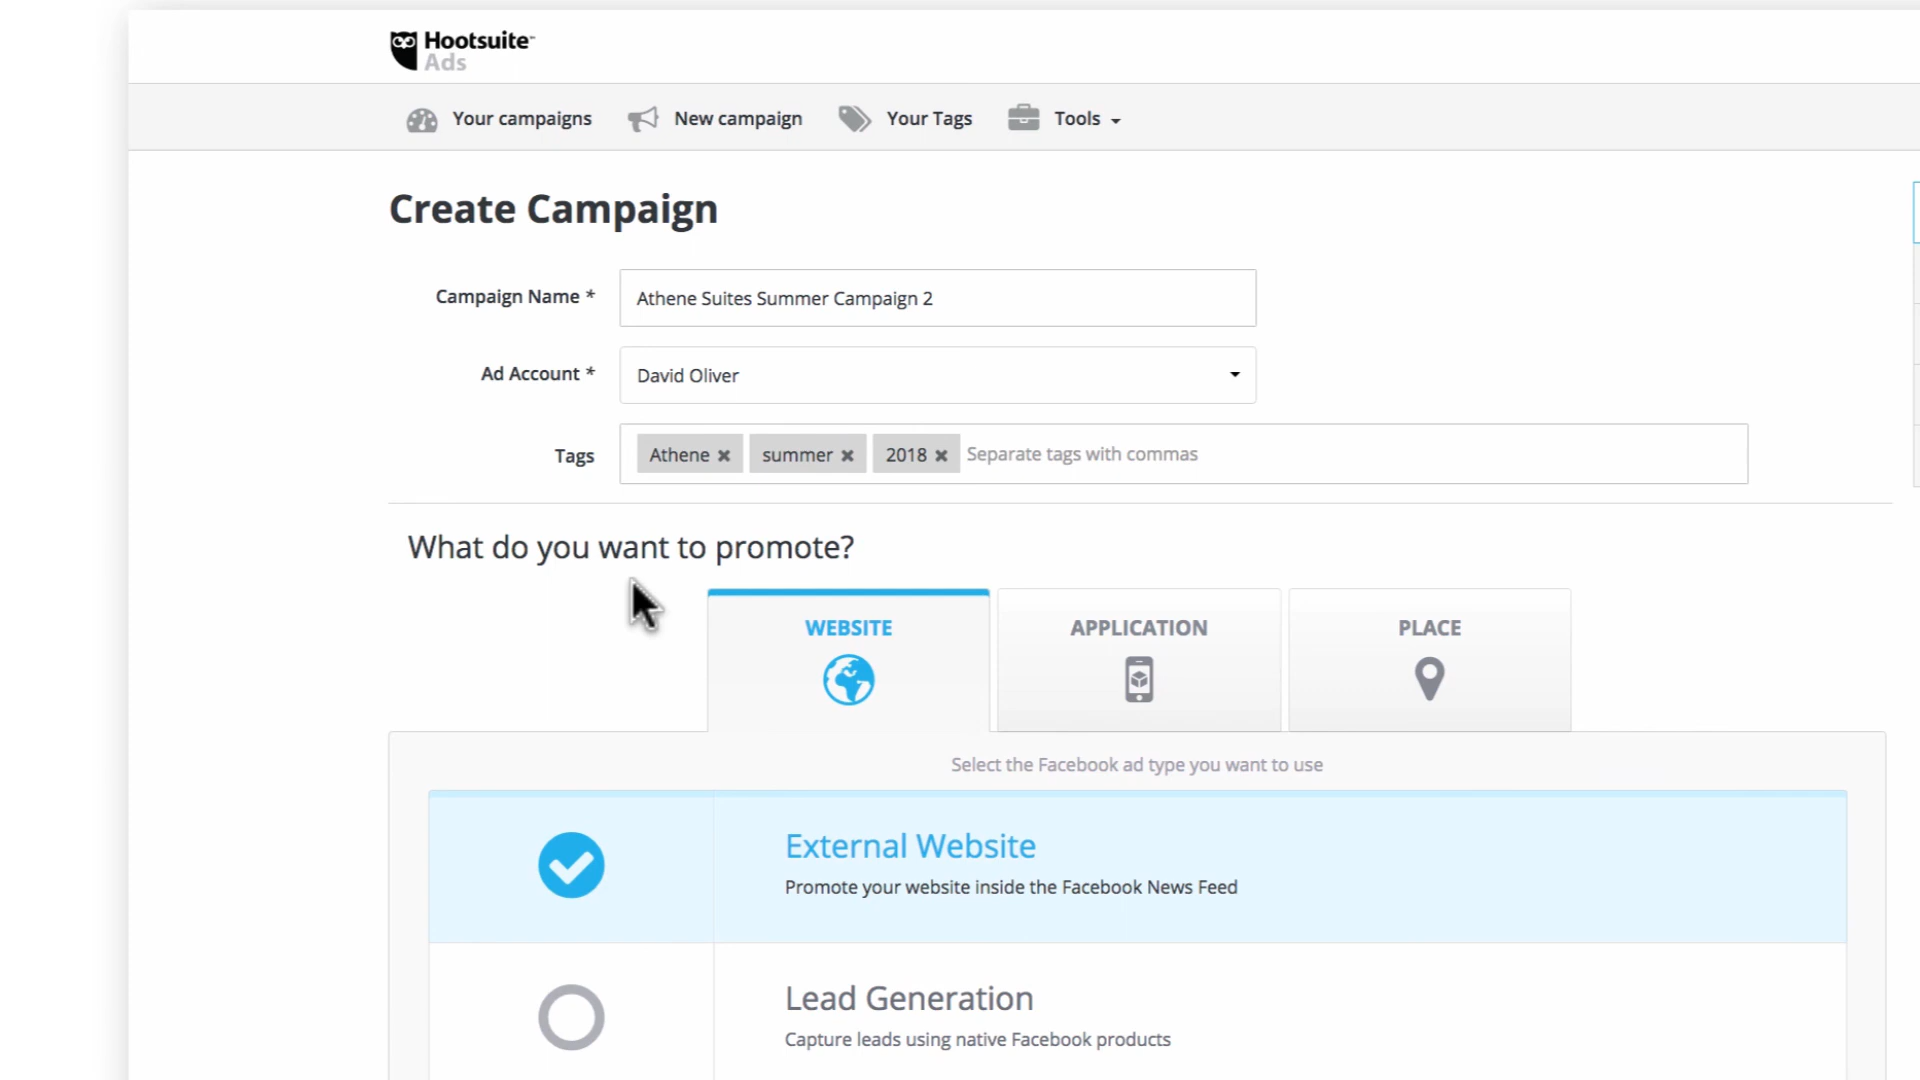 Hootsuite™
Ads
Your campaigns New campaign Your Tags Tools
Create Campaign
Campaign Name * Athene Suites Summer Campaign 2
Ad Account * David Oliver
Tags Athene × summer × 2018 × Separate tags with commas
What do you want to promote?
WEBSITE APPLICATION PLACE
Select the Facebook ad type you want to use
External Website
Promote your website inside the Facebook News Feed
Lead Generation
Capture leads using native Facebook products